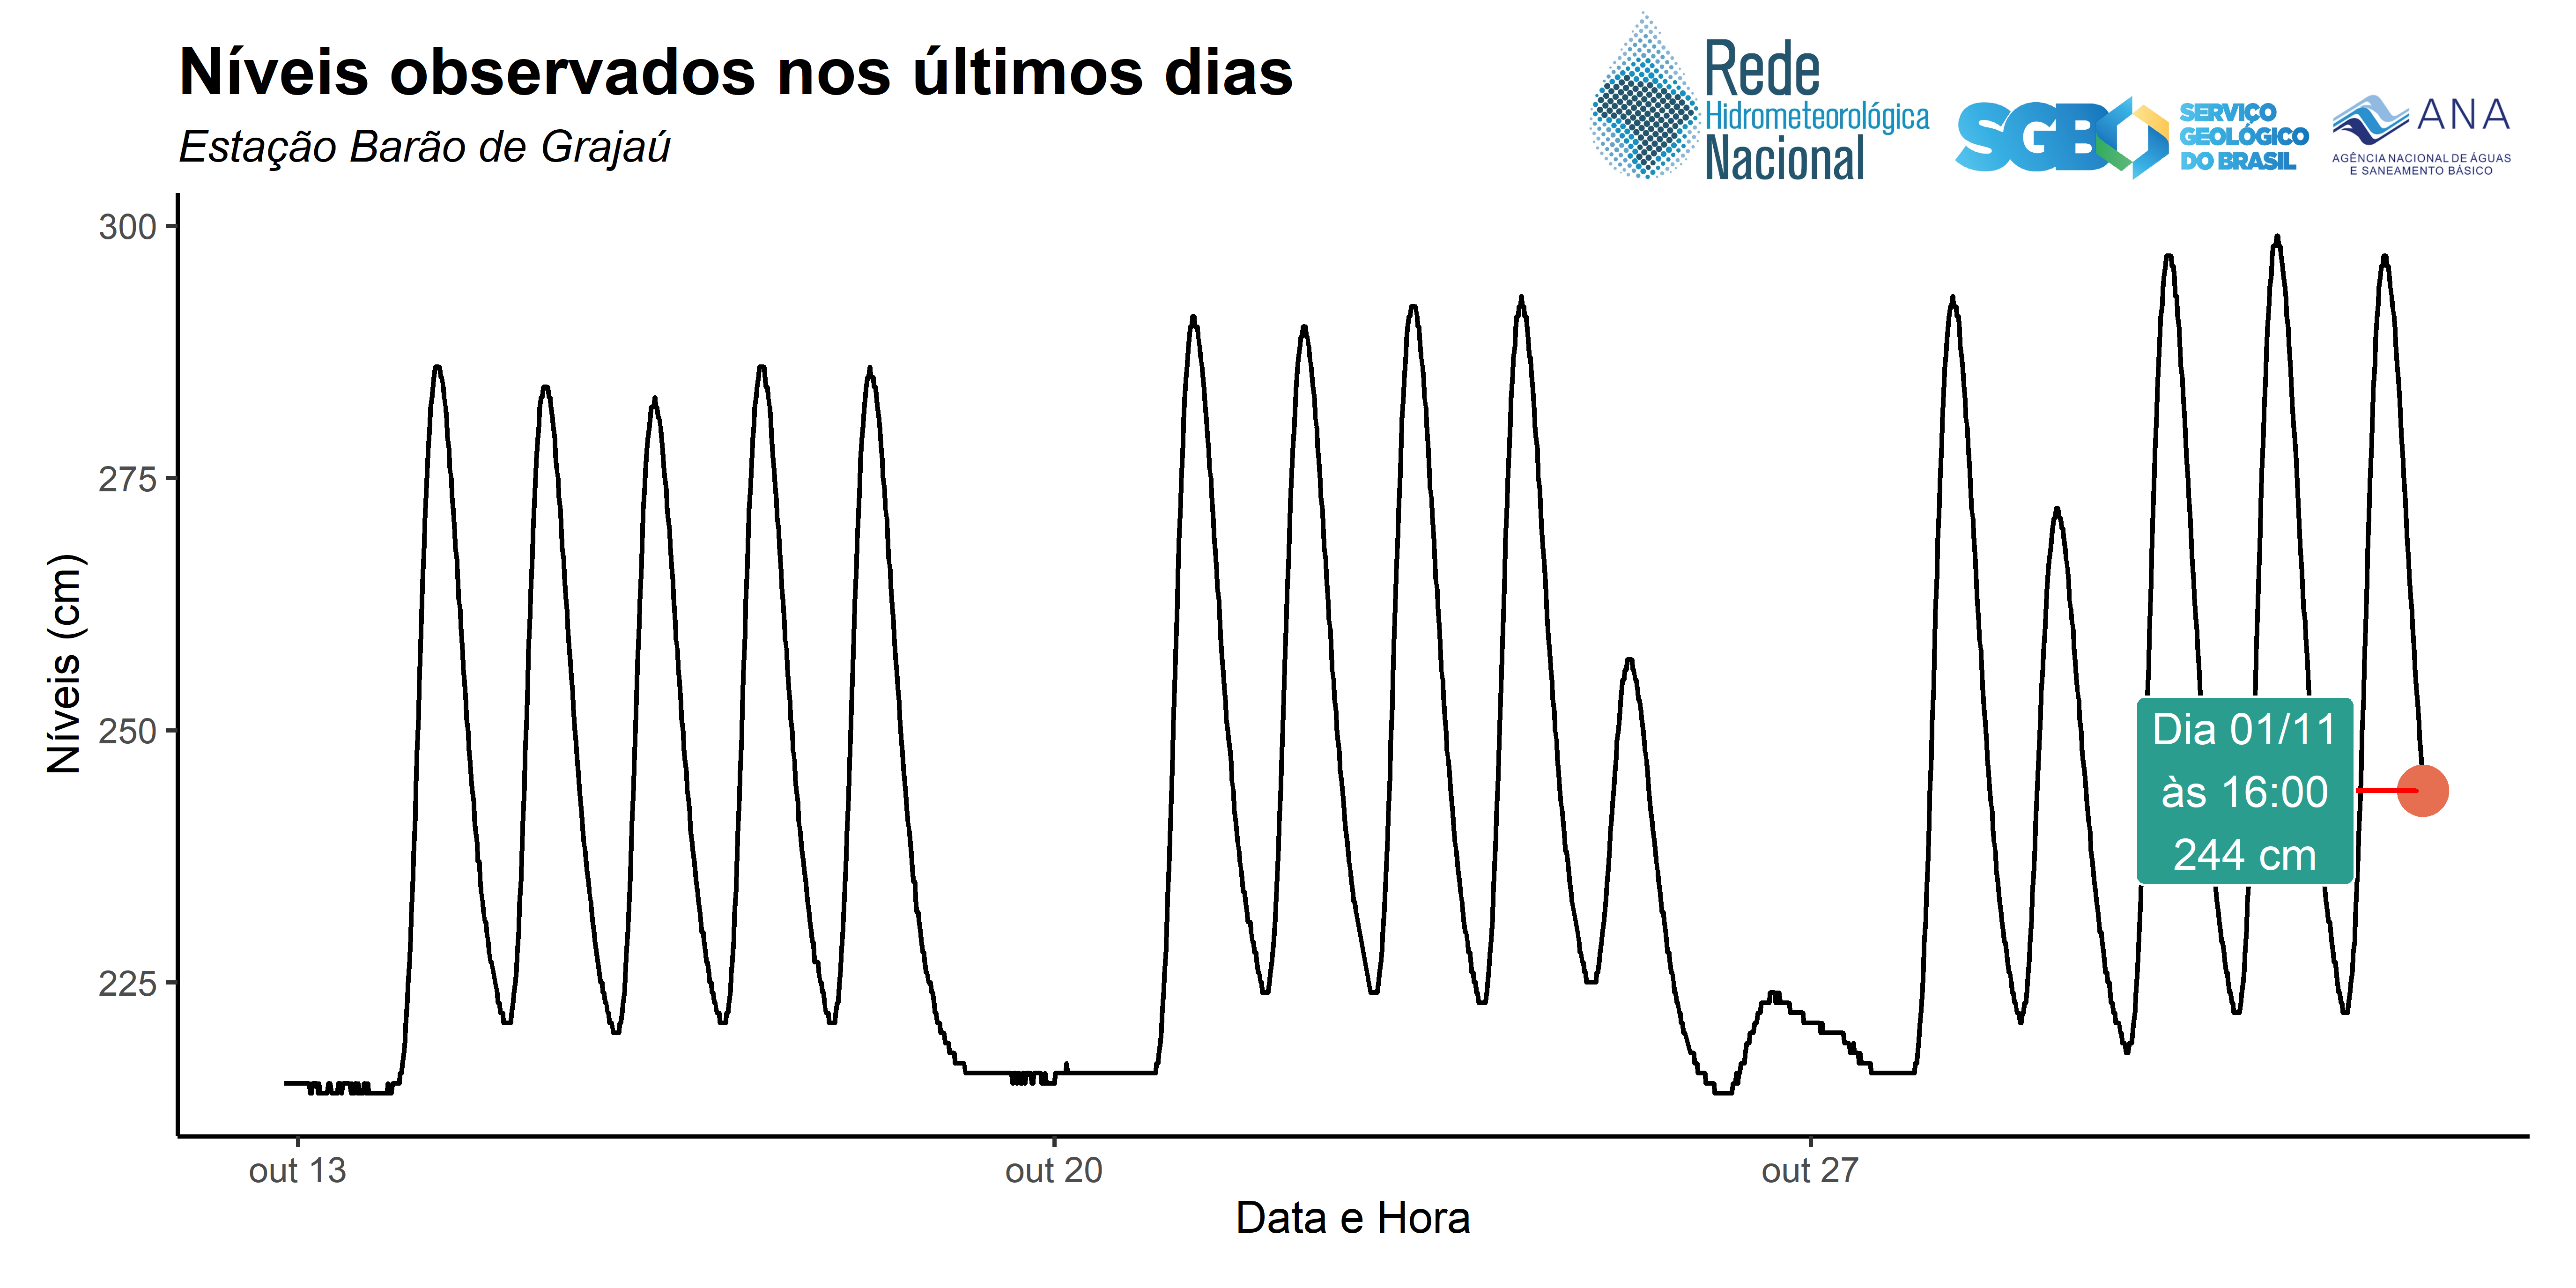 Níveis observados nos últimos dias
Estação Barão de Grajaú
Rede
Hidrometeorológica
Nacional
SGB
SERVIÇO
GEOLÓGICO
DO BRASIL
ANA
AGÊNCIA NACIONAL DE ÁGUAS
E SANEAMENTO BÁSICO
Níveis (cm)
300
275
250
225
Dia 01/11
às 16:00
244 cm
out 13
out 20
out 27
Data e Hora